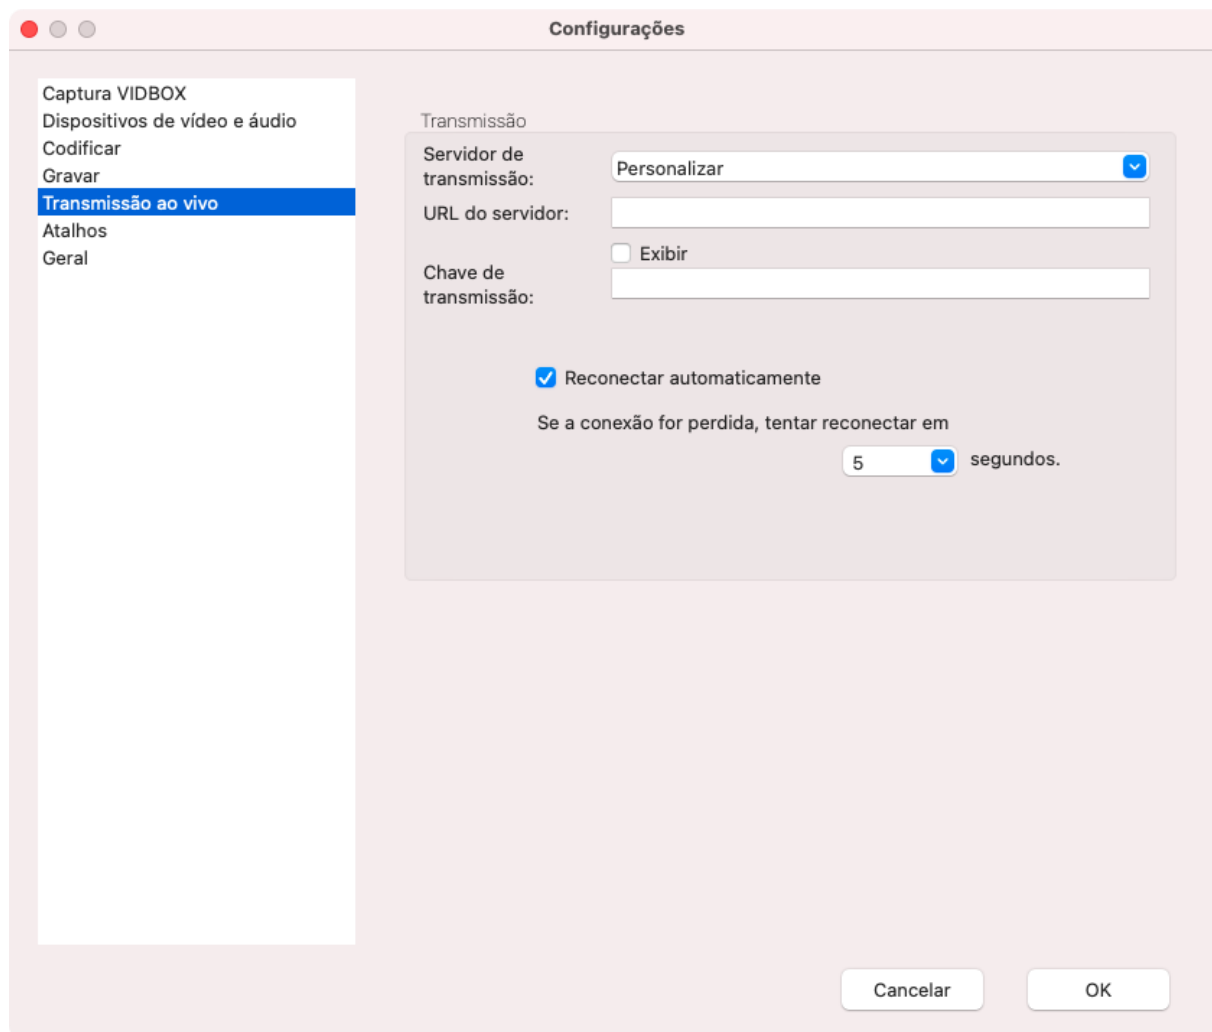 Configurações
Captura VIDBOX
Dispositivos de vídeo e áudio
Codificar
Gravar
Transmissão ao vivo
Atalhos
Geral
Transmissão
Servidor de
transmissão:
Personalizar
URL do servidor:
Exibir
Chave de
transmissão:
Reconectar automaticamente
Se a conexão for perdida, tentar reconectar em
5 segundos.
Cancelar
OK